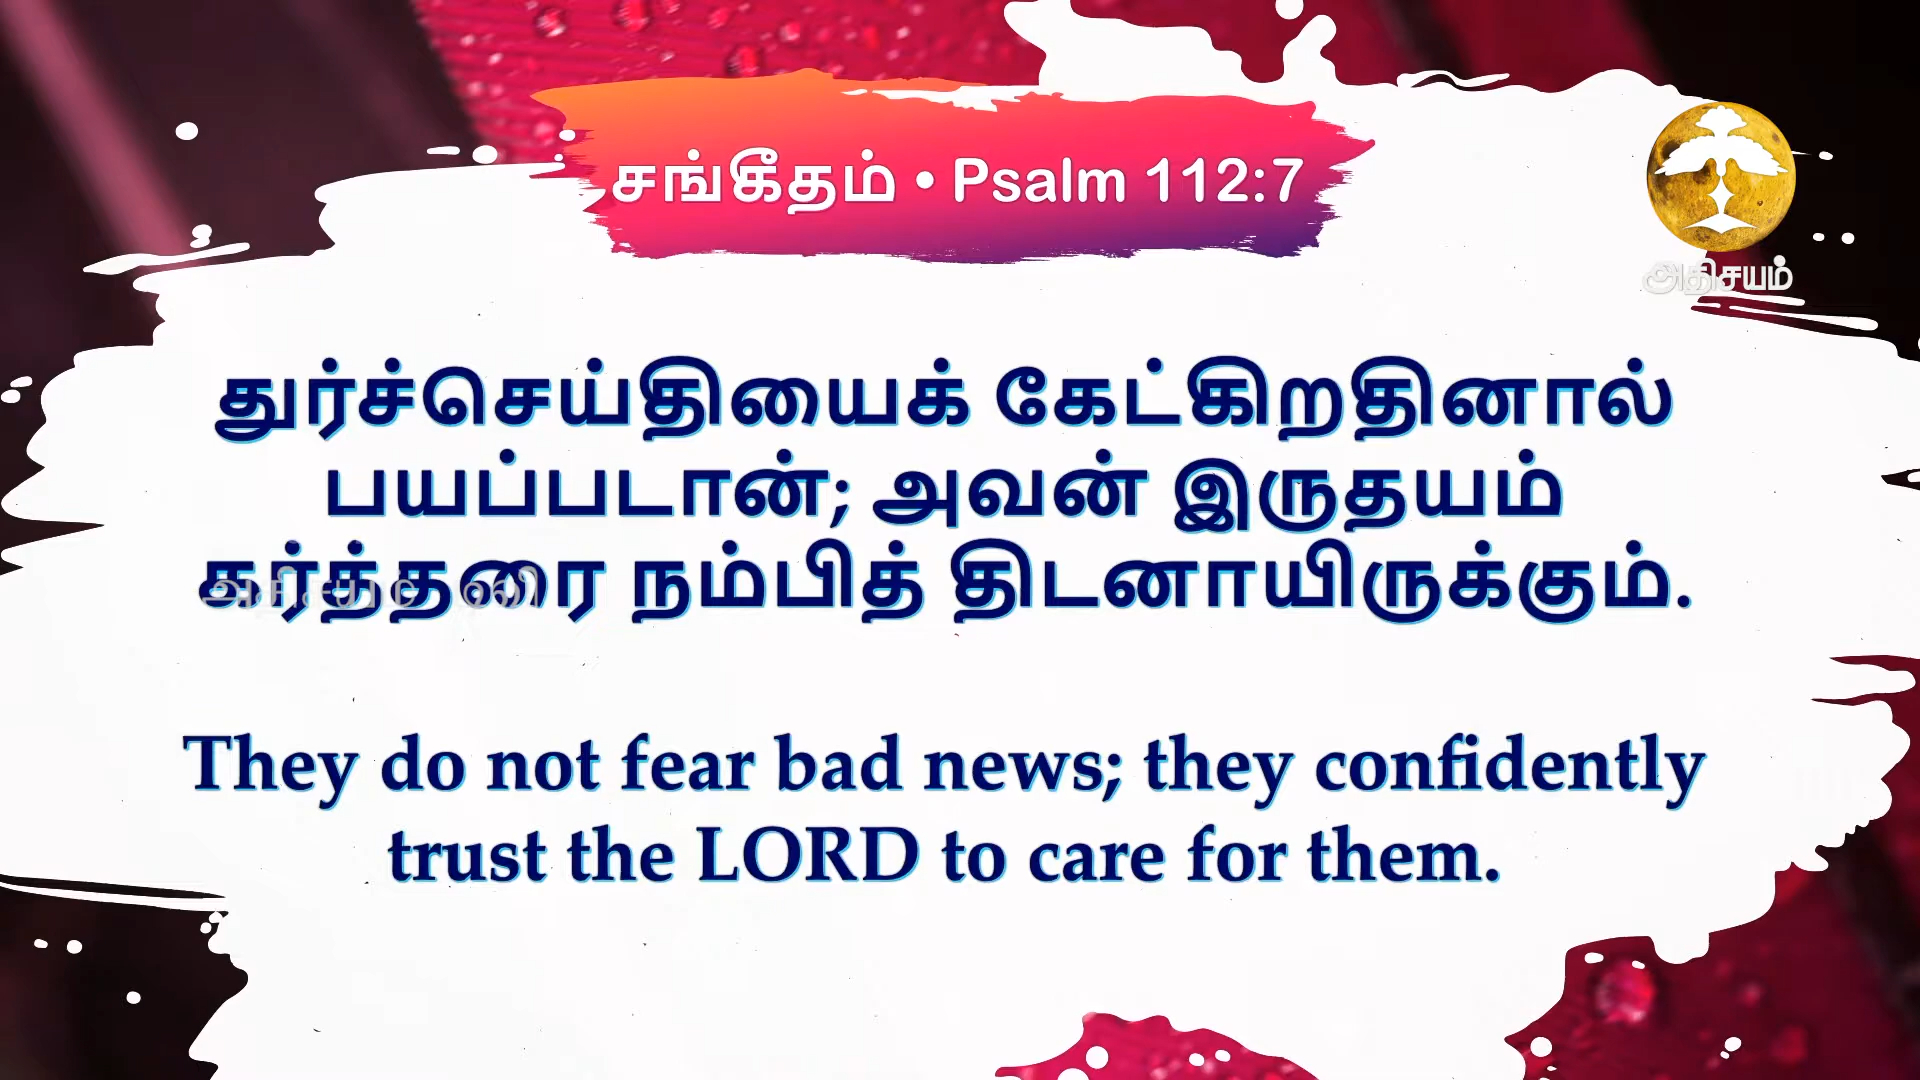 சங்கீதம் • Psalm 112:7
அதிசயம்
துர்ச்செய்தியைக் கேட்கிறதினால்
பயப்படான்; அவன் இருதயம்
கர்த்தரை நம்பித் திடனாயிருக்கும்.
They do not fear bad news; they confidently
trust the LORD to care for them.